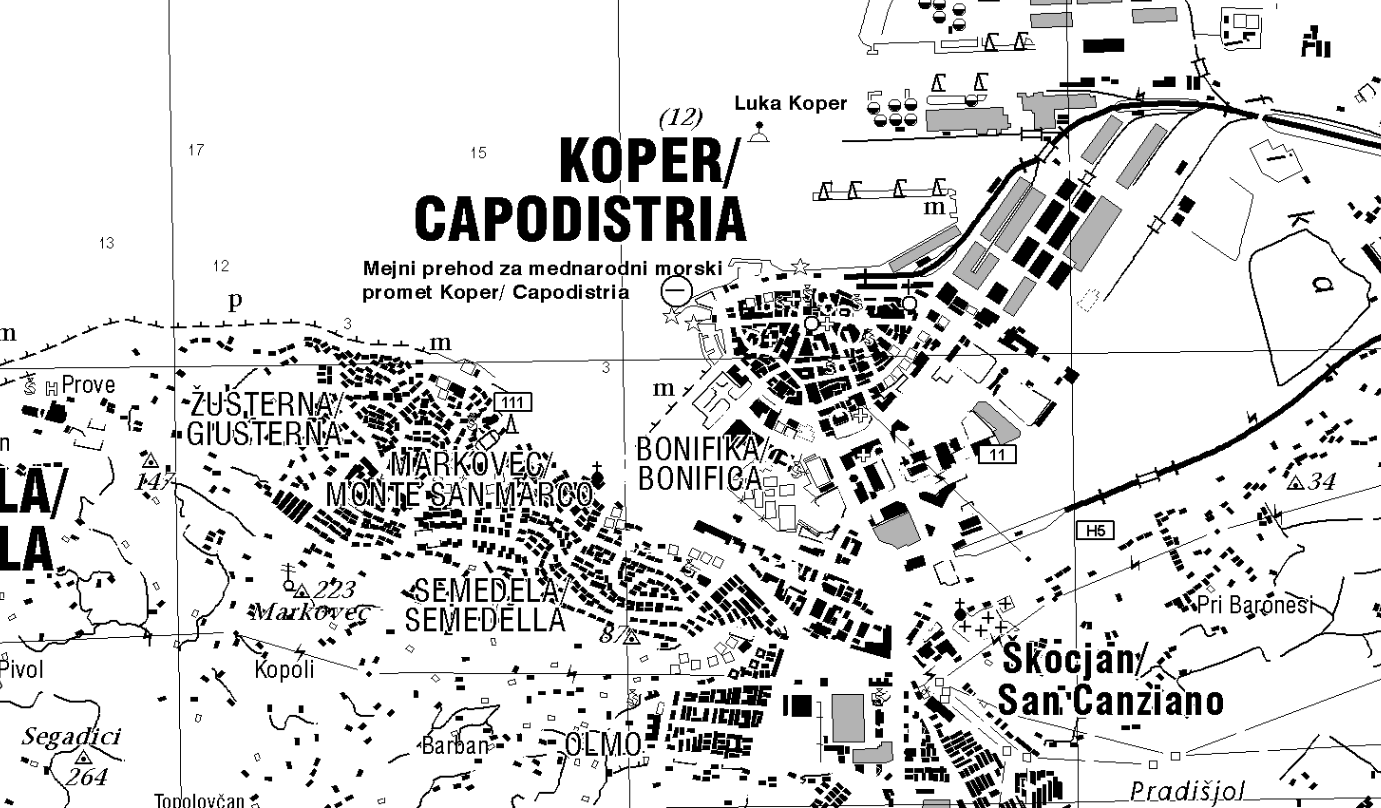 Luka Koper
(12)
KOPER/
CAPODISTRIA
17
15
13
12
Mejni prehod za mednarodni morski
promet Koper/ Capodistria
m
k
a
p
m
3
m
3
m
Prove
111
ŽUSTERNA/
GIUSTERNA
BONIFIKA/
BONIFICA
11
MARKOVEC/
MONTE SAN MARCO
n
147
34
LA/
LA
H5
223
Markovec
SEMEDELA/
SEMEDELLA
87
Pri Baronesi
Škocjan/
San Canziano
Pivol
Kopoli
Segadici
264
Barban
OLMO
Pradišjol
Topolovčan